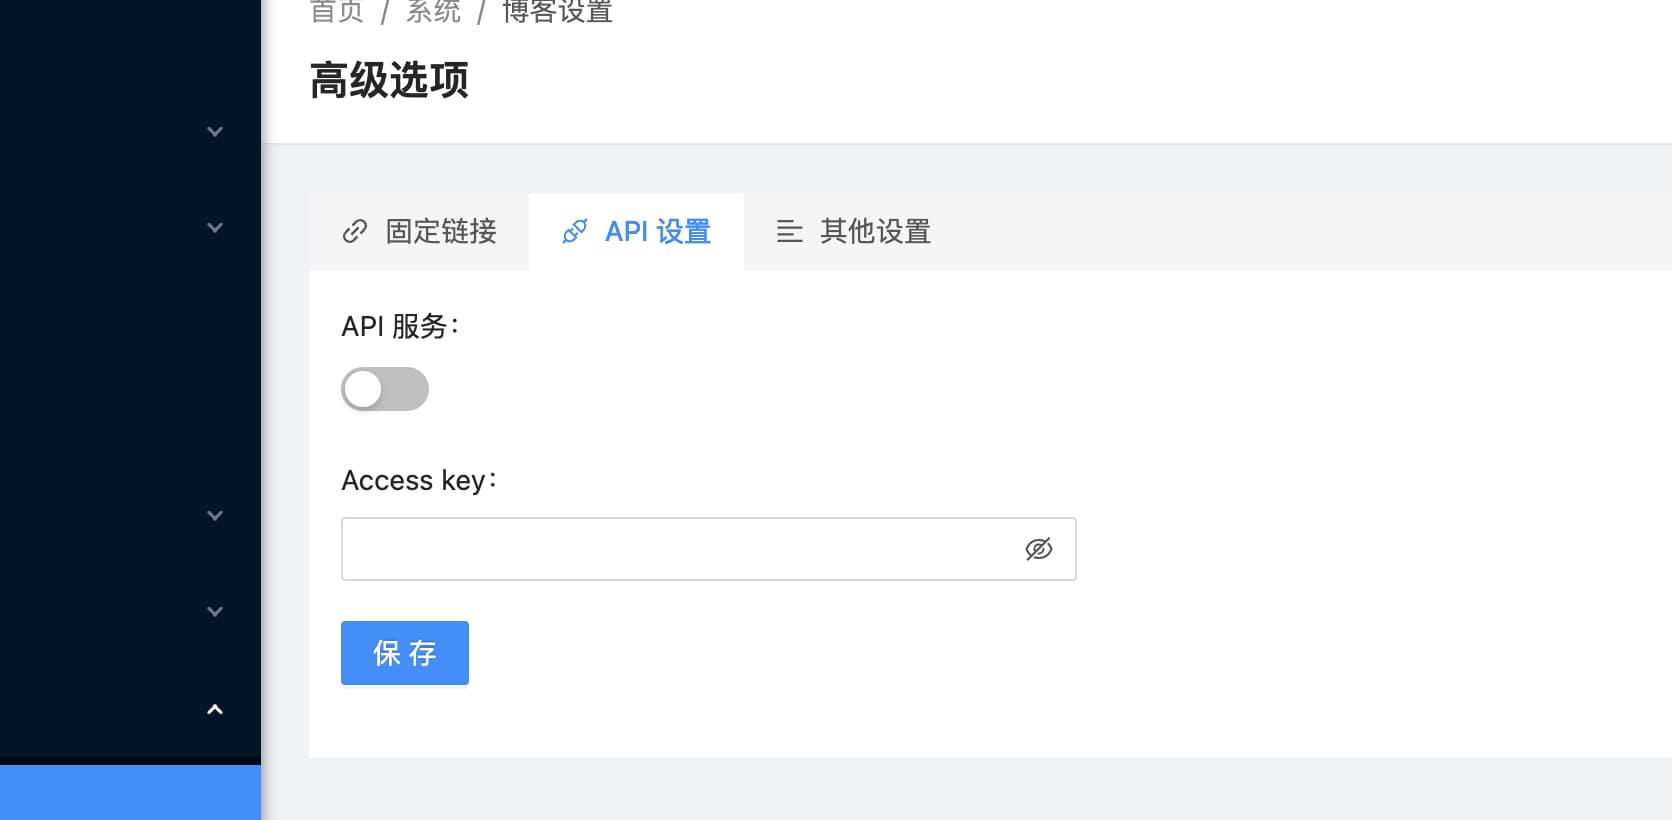 首页 / 系统 / 博客设置
高级选项
固定链接 API 设置 其他设置
API 服务：
Access key：
保 存